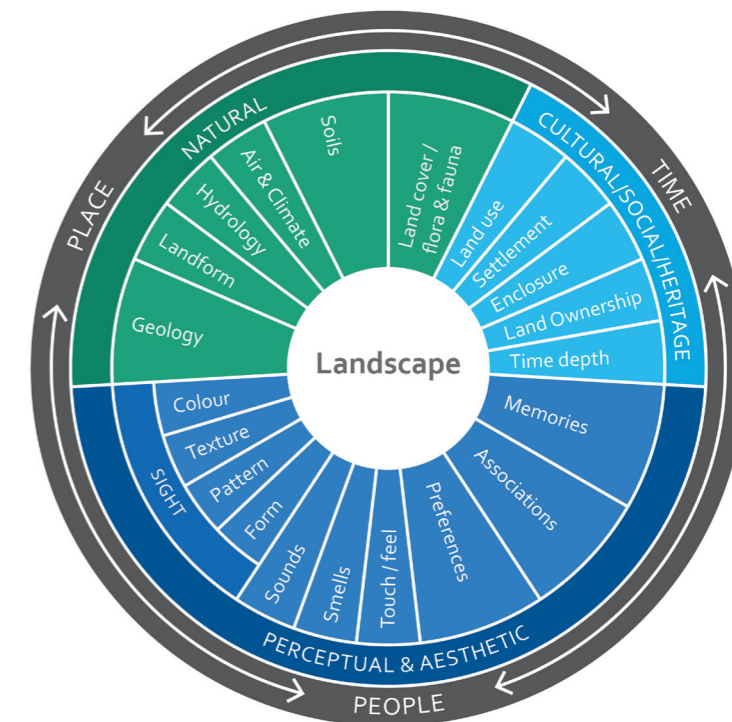 PLACE
TIME
PEOPLE
NATURAL
CULTURAL/SOCIAL/HERITAGE
PERCEPTUAL & AESTHETIC
SIGHT
Geology
Landform
Hydrology
Air & Climate
Soils
Land cover /
flora & fauna
Land use
Settlement
Enclosure
Land Ownership
Time depth
Memories
Associations
Preferences
Touch / feel
Smells
Sounds
Form
Pattern
Texture
Colour
Landscape